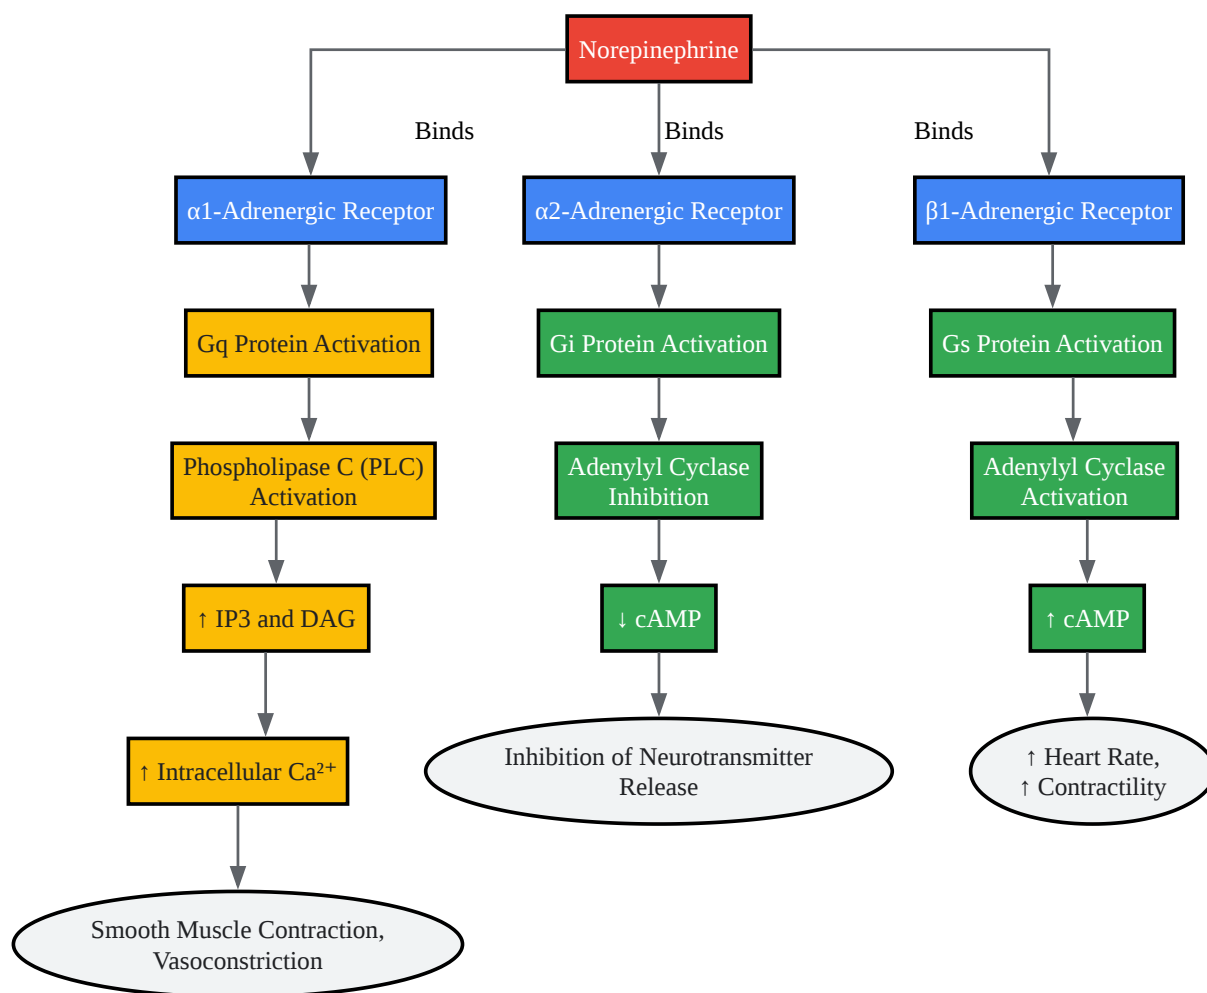 Norepinephrine
Binds
Binds
Binds
α1-Adrenergic Receptor
α2-Adrenergic Receptor
β1-Adrenergic Receptor
Gq Protein Activation
Gi Protein Activation
Gs Protein Activation
Phospholipase C (PLC)
Activation
Adenylyl Cyclase
Inhibition
Adenylyl Cyclase
Activation
↑ IP3 and DAG
↓ cAMP
↑ cAMP
↑ Intracellular Ca²⁺
Inhibition of Neurotransmitter
Release
↑ Heart Rate,
↑ Contractility
Smooth Muscle Contraction,
Vasoconstriction